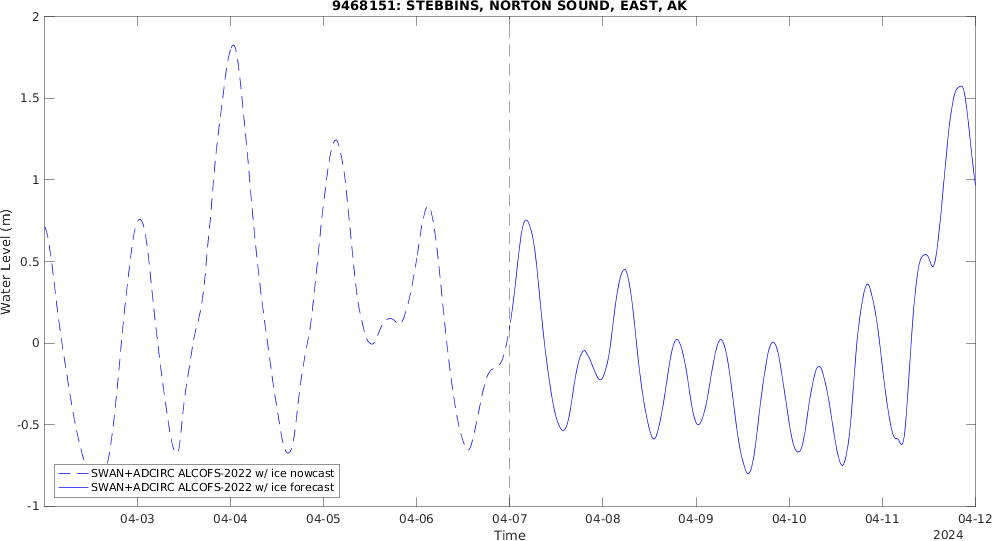 9468151: STEBBINS, NORTON SOUND, EAST, AK
Water Level (m)
2
1.5
1
0.5
0
-0.5
-1
SWAN+ADCIRC ALCOFS-2022 w/ ice nowcast
SWAN+ADCIRC ALCOFS-2022 w/ ice forecast
04-03 04-04 04-05 04-06 04-07 04-08 04-09 04-10 04-11 04-12
Time
2024